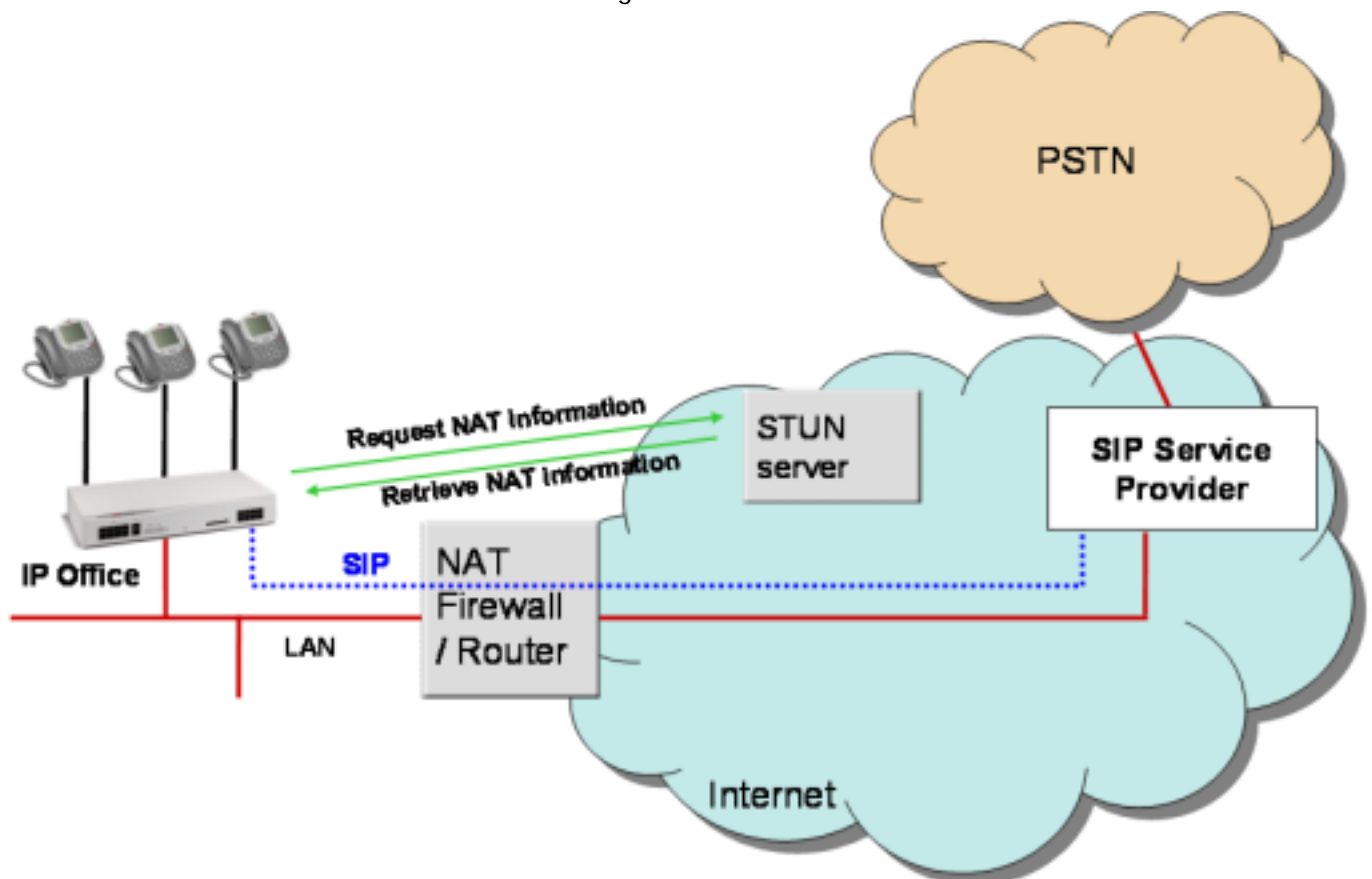 PSTN
Request NAT information
Retrieve NAT information
STUN
server
SIP Service
Provider
IP Office
SIP
NAT
Firewall
/ Router
LAN
Internet